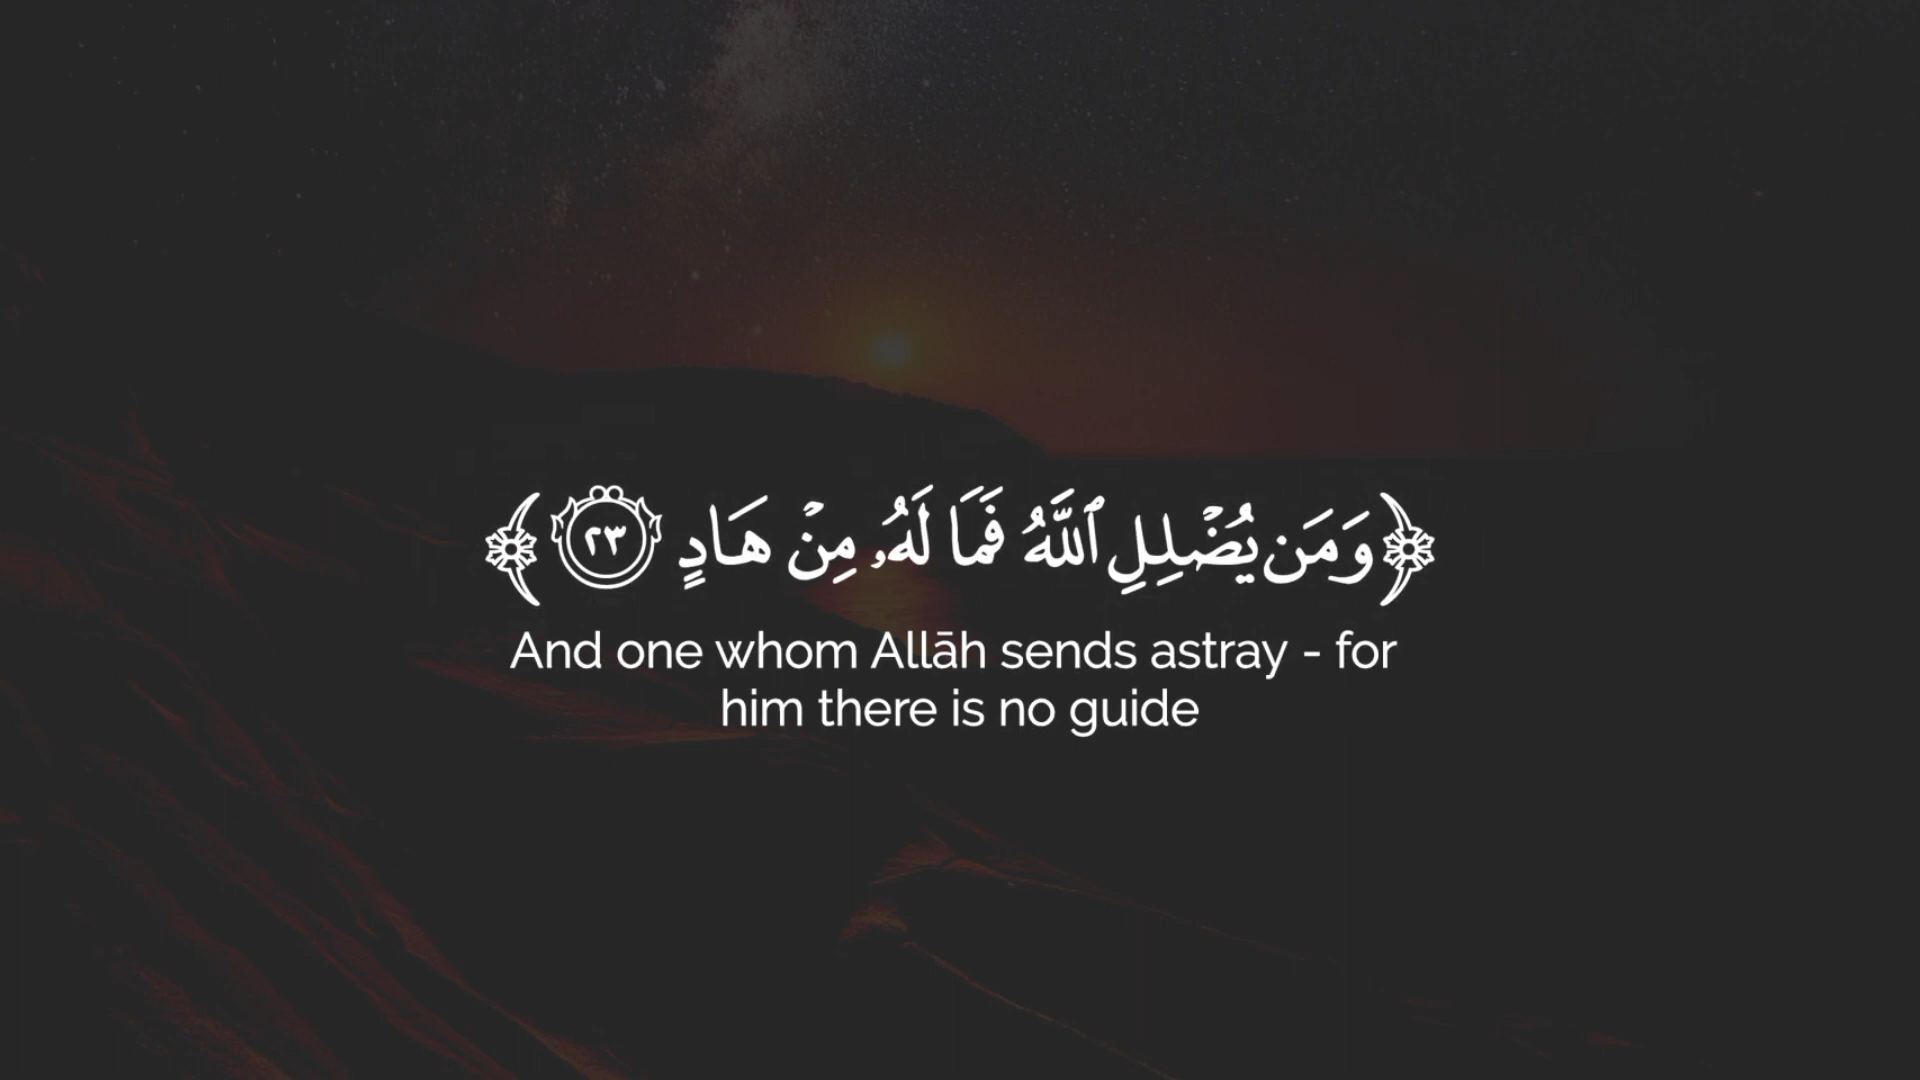 ﴿وَمَن يُضۡلِلِ ٱللَّهُ فَمَا لَهُۥ مِنۡ هَادٍ ٢٣﴾
And one whom Allāh sends astray - for
him there is no guide